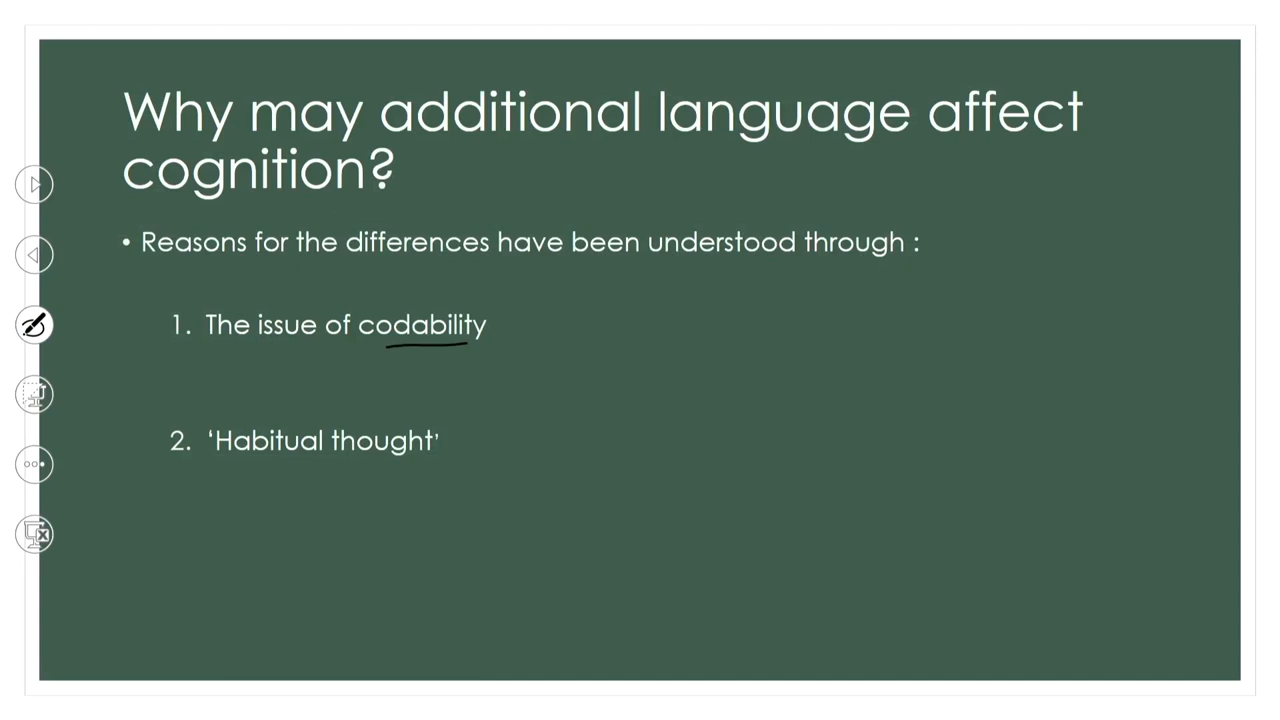 Why may additional language affect
cognition?
• Reasons for the differences have been understood through :
1. The issue of codability
2. ‘Habitual thought’